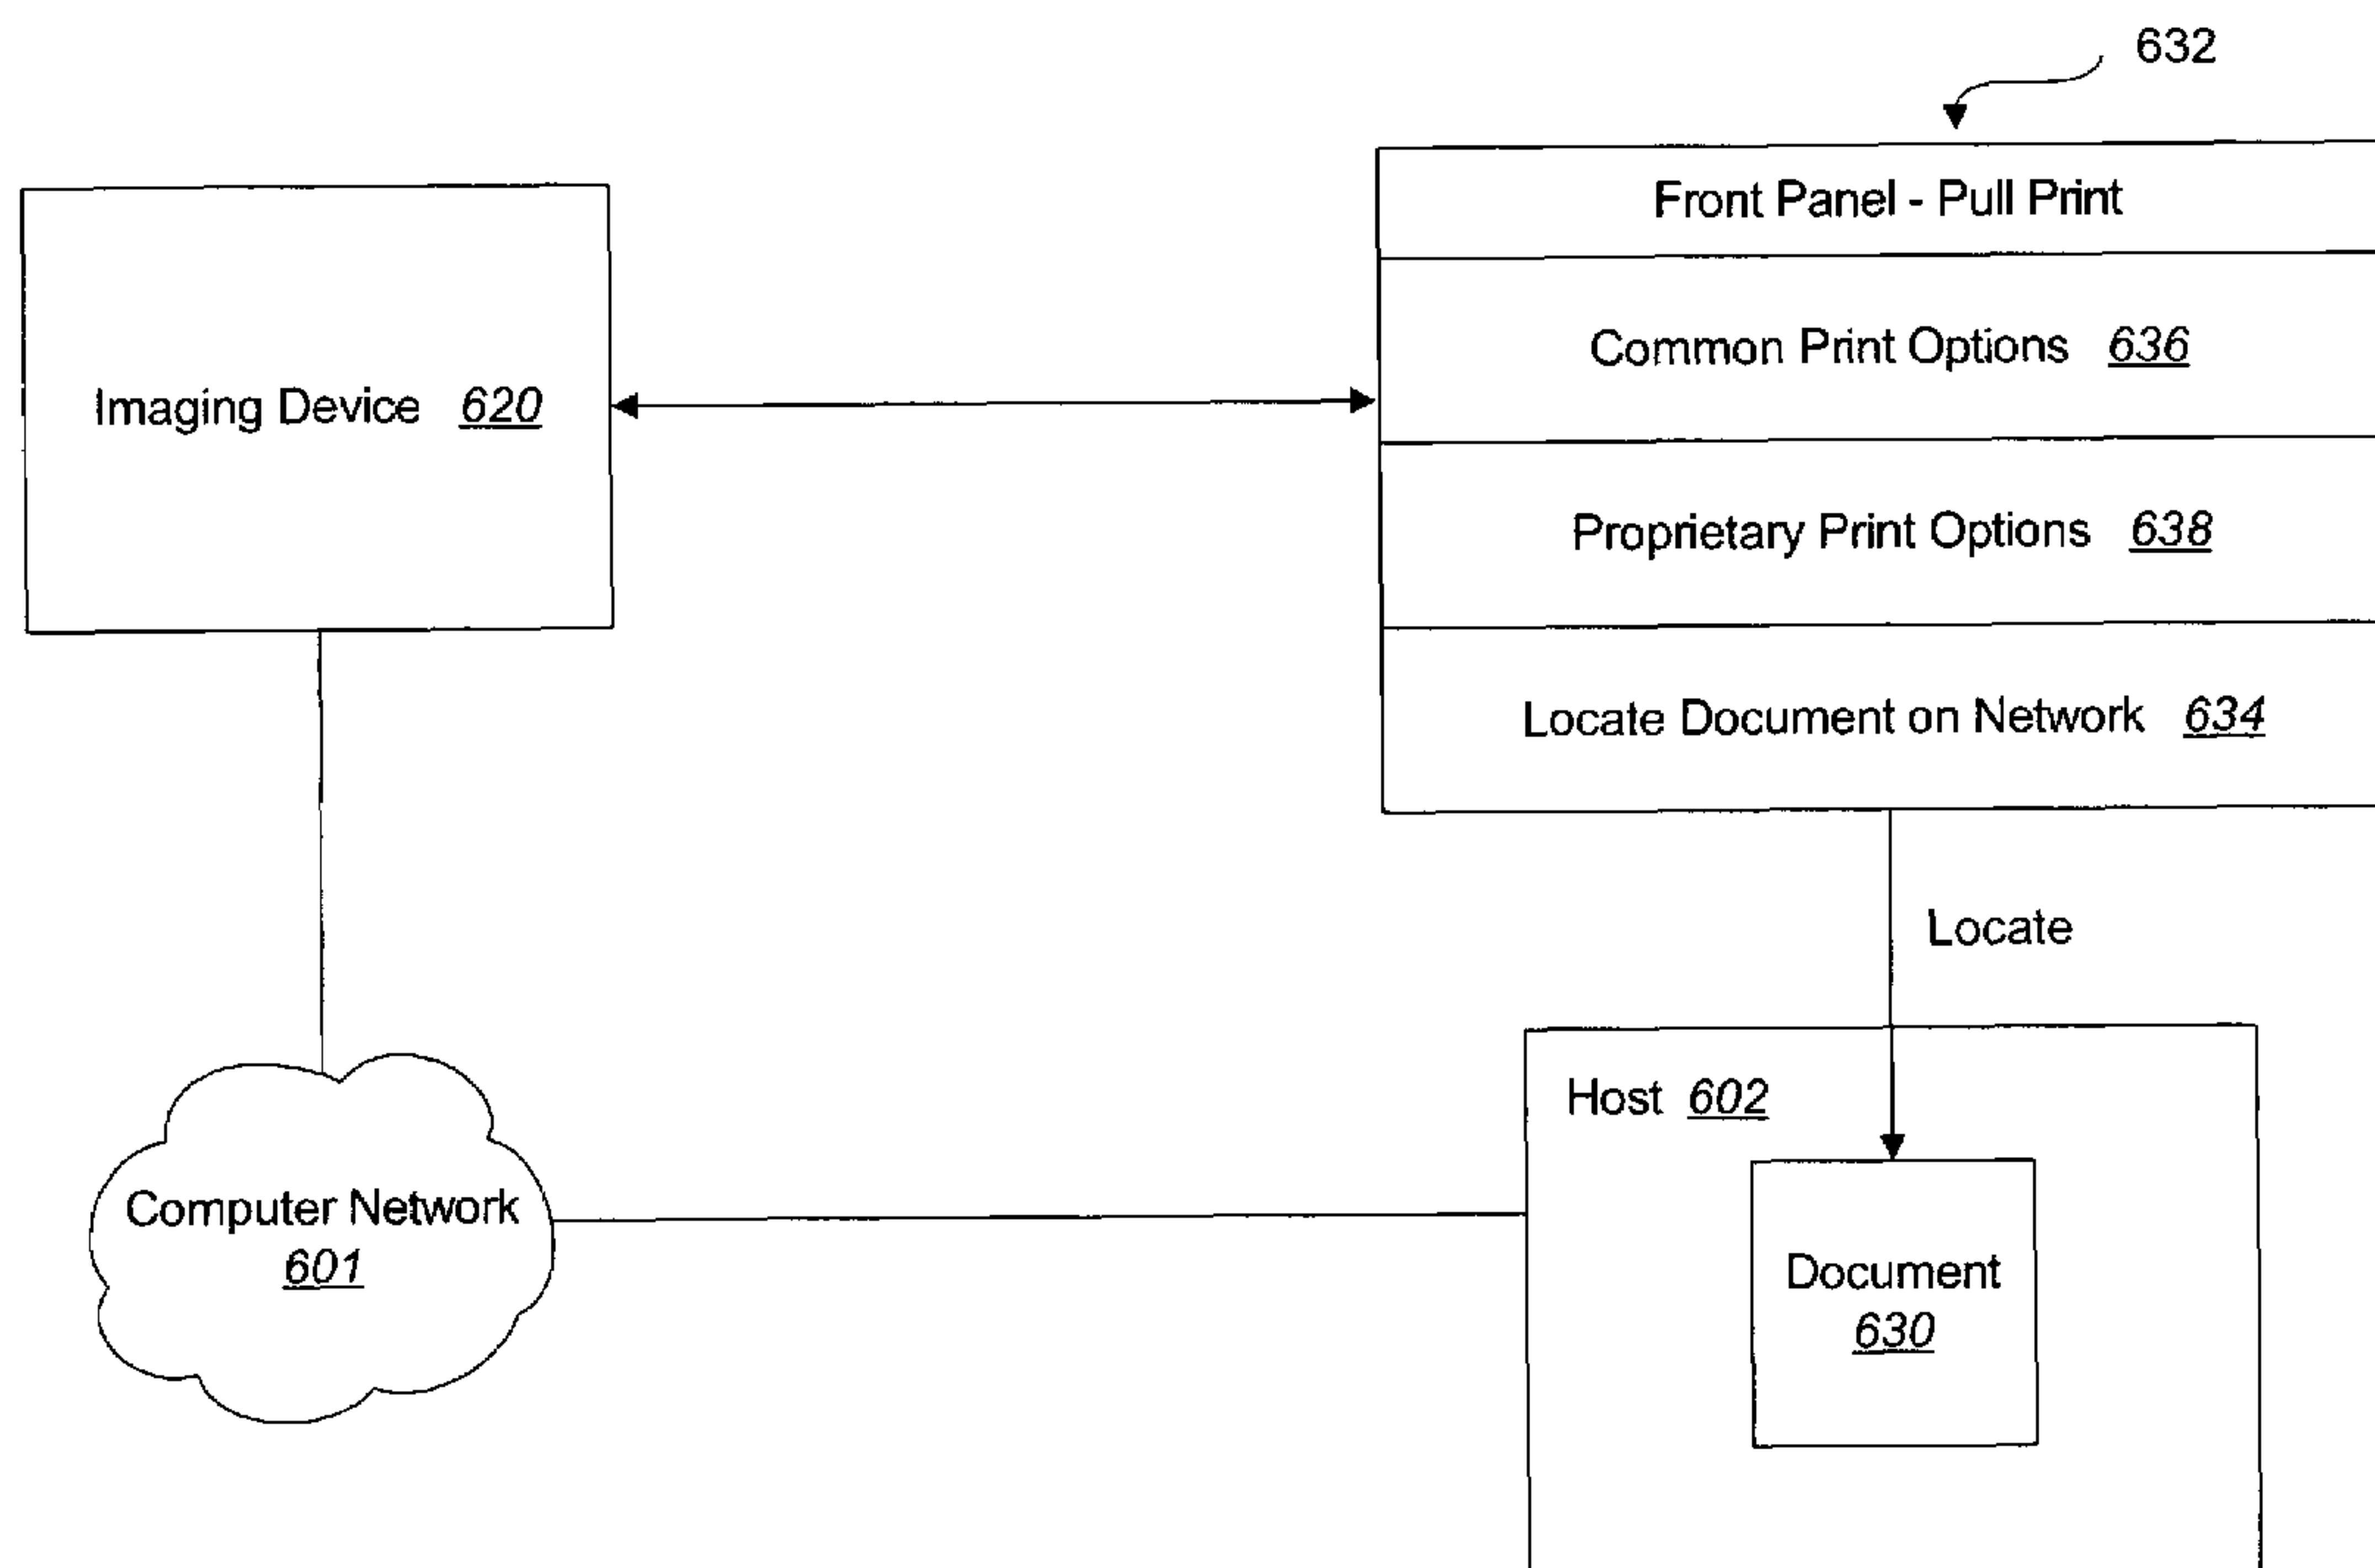 632
Front Panel - Pull Print
Common Print Options 636
Imaging Device 620
Proprietary Print Options 638
Locate Document on Network 634
Locate
Host 602
Computer Network
601
Document
630